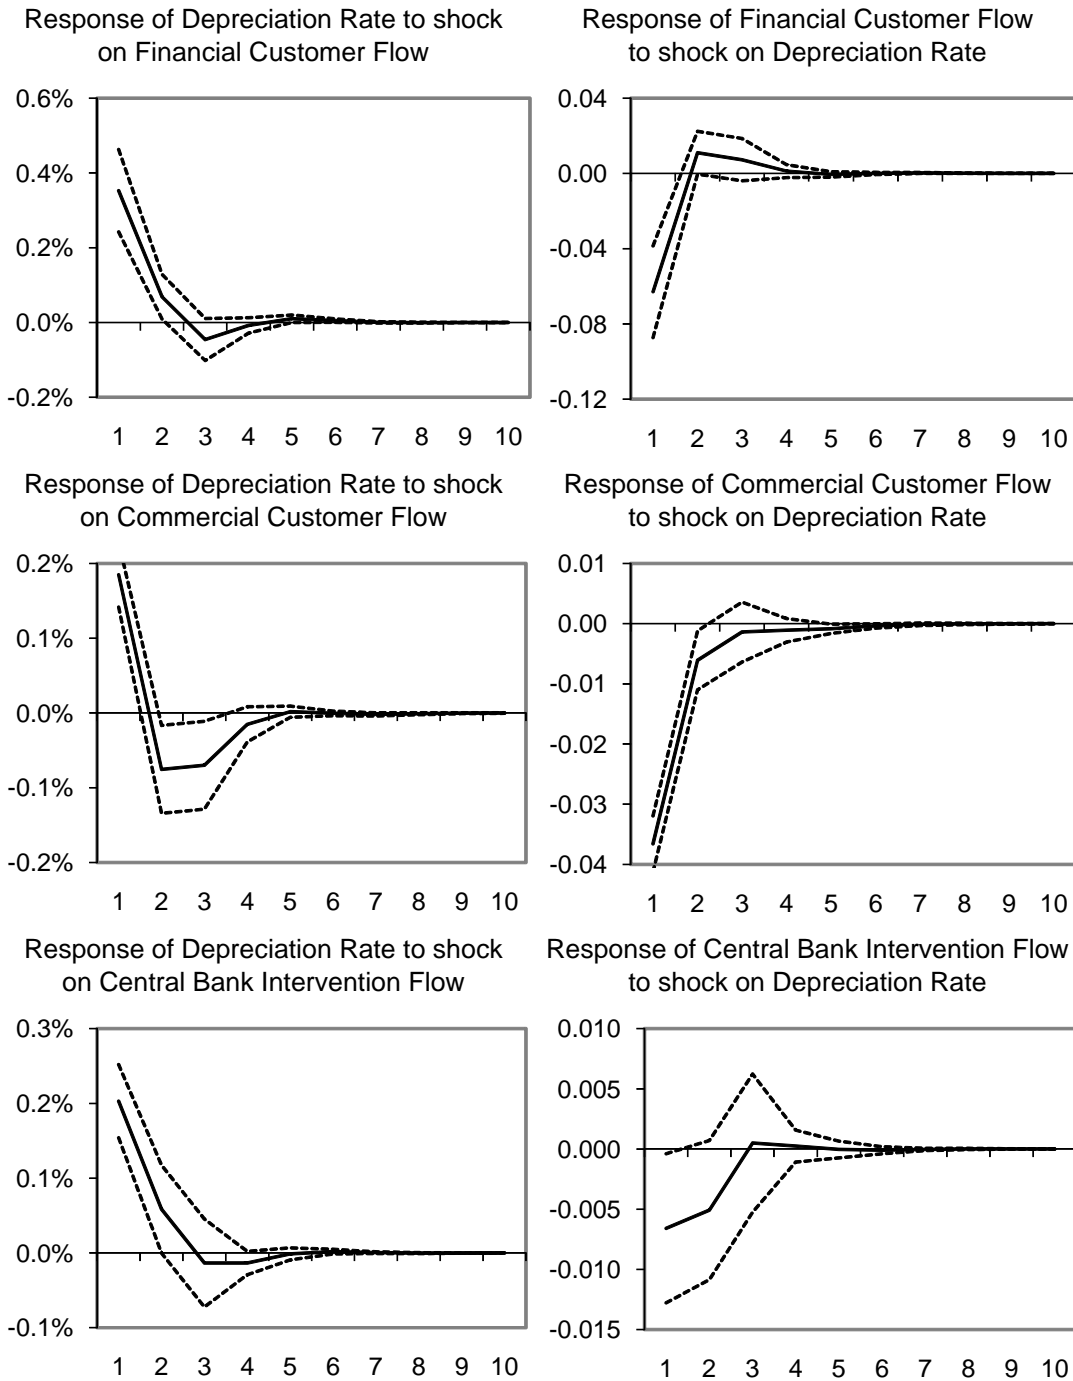 Response of Depreciation Rate to shock
on Financial Customer Flow
0.6%
0.4%
0.2%
0.0%
-0.2%
1 2 3 4 5 6 7 8 9 10
Response of Financial Customer Flow
to shock on Depreciation Rate
0.04
0.00
-0.04
-0.08
-0.12
1 2 3 4 5 6 7 8 9 10
Response of Depreciation Rate to shock
on Commercial Customer Flow
0.2%
0.1%
0.0%
-0.1%
-0.2%
1 2 3 4 5 6 7 8 9 10
Response of Commercial Customer Flow
to shock on Depreciation Rate
0.01
0.00
-0.01
-0.02
-0.03
-0.04
1 2 3 4 5 6 7 8 9 10
Response of Depreciation Rate to shock
on Central Bank Intervention Flow
0.3%
0.2%
0.1%
0.0%
-0.1%
1 2 3 4 5 6 7 8 9 10
Response of Central Bank Intervention Flow
to shock on Depreciation Rate
0.010
0.005
0.000
-0.005
-0.010
-0.015
1 2 3 4 5 6 7 8 9 10